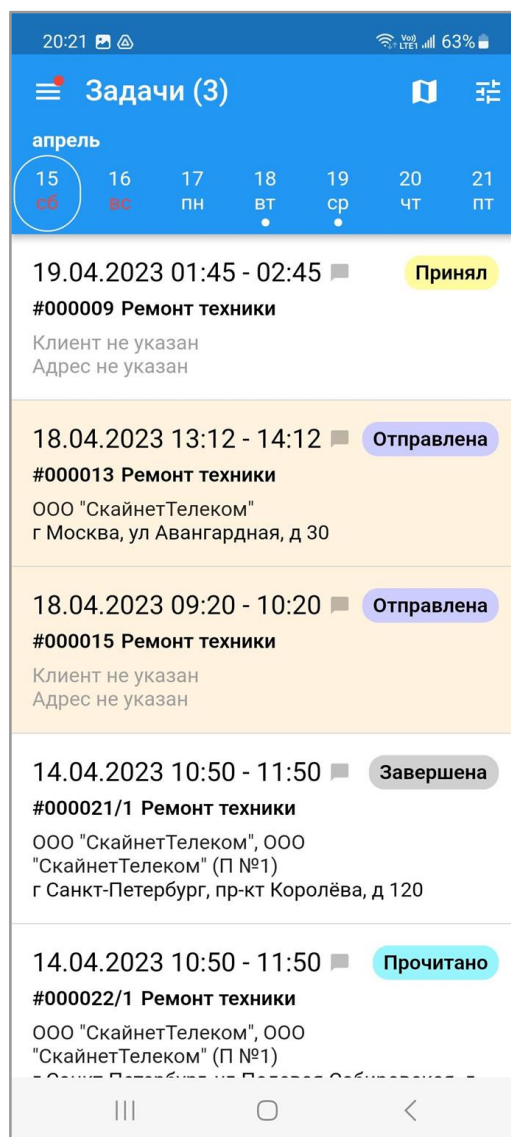 20:21 Vo)) LTE1 63%
Задачи (3)
апрель
15 16 17 18 19 20 21
сб вс пн вт ср чт пт
19.04.2023 01:45 - 02:45 Принял
#000009 Ремонт техники
Клиент не указан
Адрес не указан
18.04.2023 13:12 - 14:12 Отправлена
#000013 Ремонт техники
ООО "СкайнетТелеком"
г Москва, ул Авангардная, д 30
18.04.2023 09:20 - 10:20 Отправлена
#000015 Ремонт техники
Клиент не указан
Адрес не указан
14.04.2023 10:50 - 11:50 Завершена
#000021/1 Ремонт техники
ООО "СкайнетТелеком", ООО
"СкайнетТелеком" (П №1)
г Санкт-Петербург, пр-кт Королёва, д 120
14.04.2023 10:50 - 11:50 Прочитано
#000022/1 Ремонт техники
ООО "СкайнетТелеком", ООО
"СкайнетТелеком" (П №1)